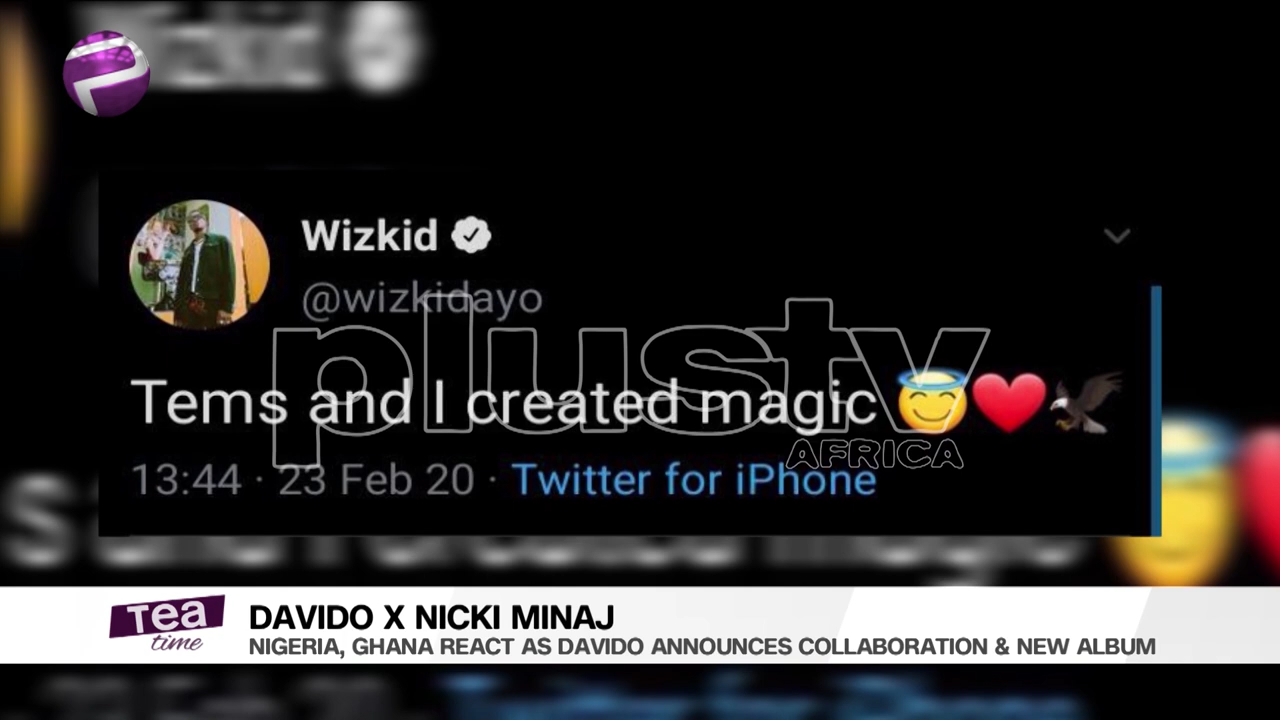 Wizkid
@wizkidayo
Tems and I created magic 😇❤️🦅
13:44 · 23 Feb 20 · Twitter for iPhone
plustv
AFRICA
Tea
time
DAVIDO X NICKI MINAJ
NIGERIA, GHANA REACT AS DAVIDO ANNOUNCES COLLABORATION & NEW ALBUM